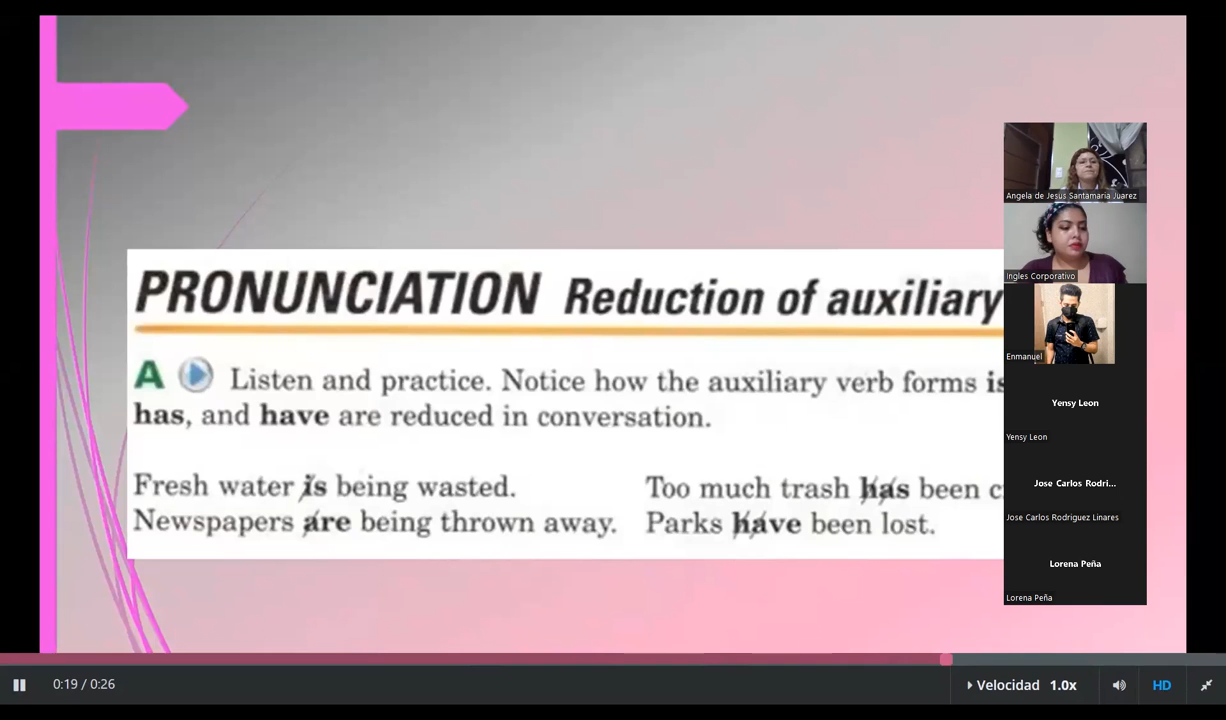 PRONUNCIATION Reduction of auxiliary
A Listen and practice. Notice how the auxiliary verb forms is
has, and have are reduced in conversation.
Fresh water is being wasted.
Too much trash has been c
Newspapers are being thrown away.
Parks have been lost.
Angela de Jesus Santamaria Juarez
Ingles Corporativo
Enmanuel
Yensy Leon
Yensy Leon
Jose Carlos Rodri...
Jose Carlos Rodriguez Linares
Lorena Peña
Lorena Peña
0:19 / 0:26
Velocidad 1.0x
HD